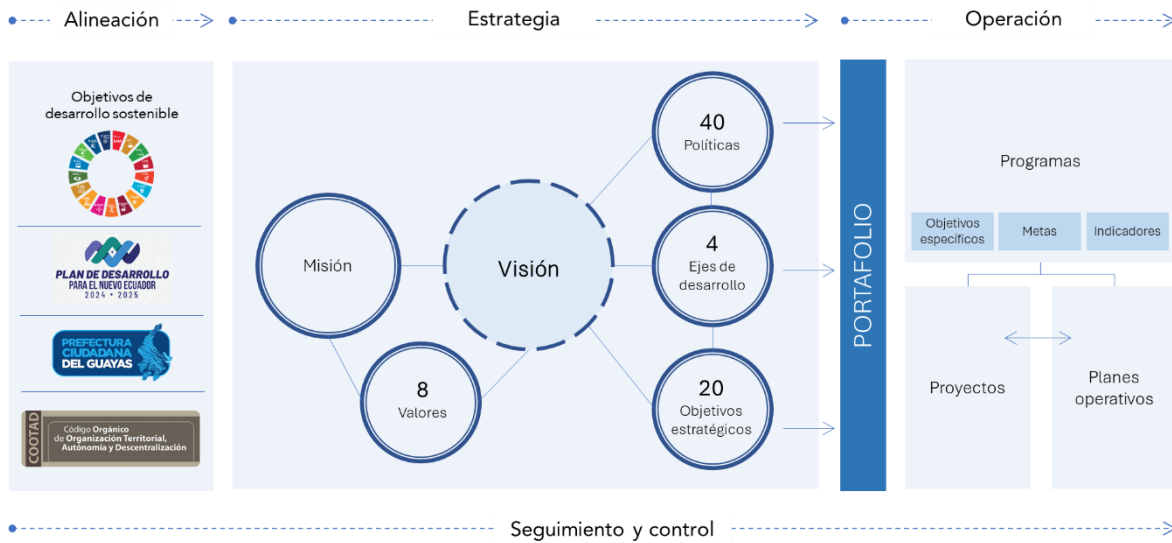 Alineación
Estrategia
Operación
Objetivos de
desarrollo sostenible
PLAN DE DESARROLLO
PARA EL NUEVO ECUADOR
2024 • 2025
PREFECTURA
CIUDADANA
DEL GUAYAS
COOTAD
Código Orgánico
de Organización Territorial,
Autonomía y Descentralización
Misión
8
Valores
Visión
40
Políticas
4
Ejes de
desarrollo
20
Objetivos
estratégicos
PORTAFOLIO
Programas
Objetivos
específicos
Metas
Indicadores
Proyectos
Planes
operativos
Seguimiento y control